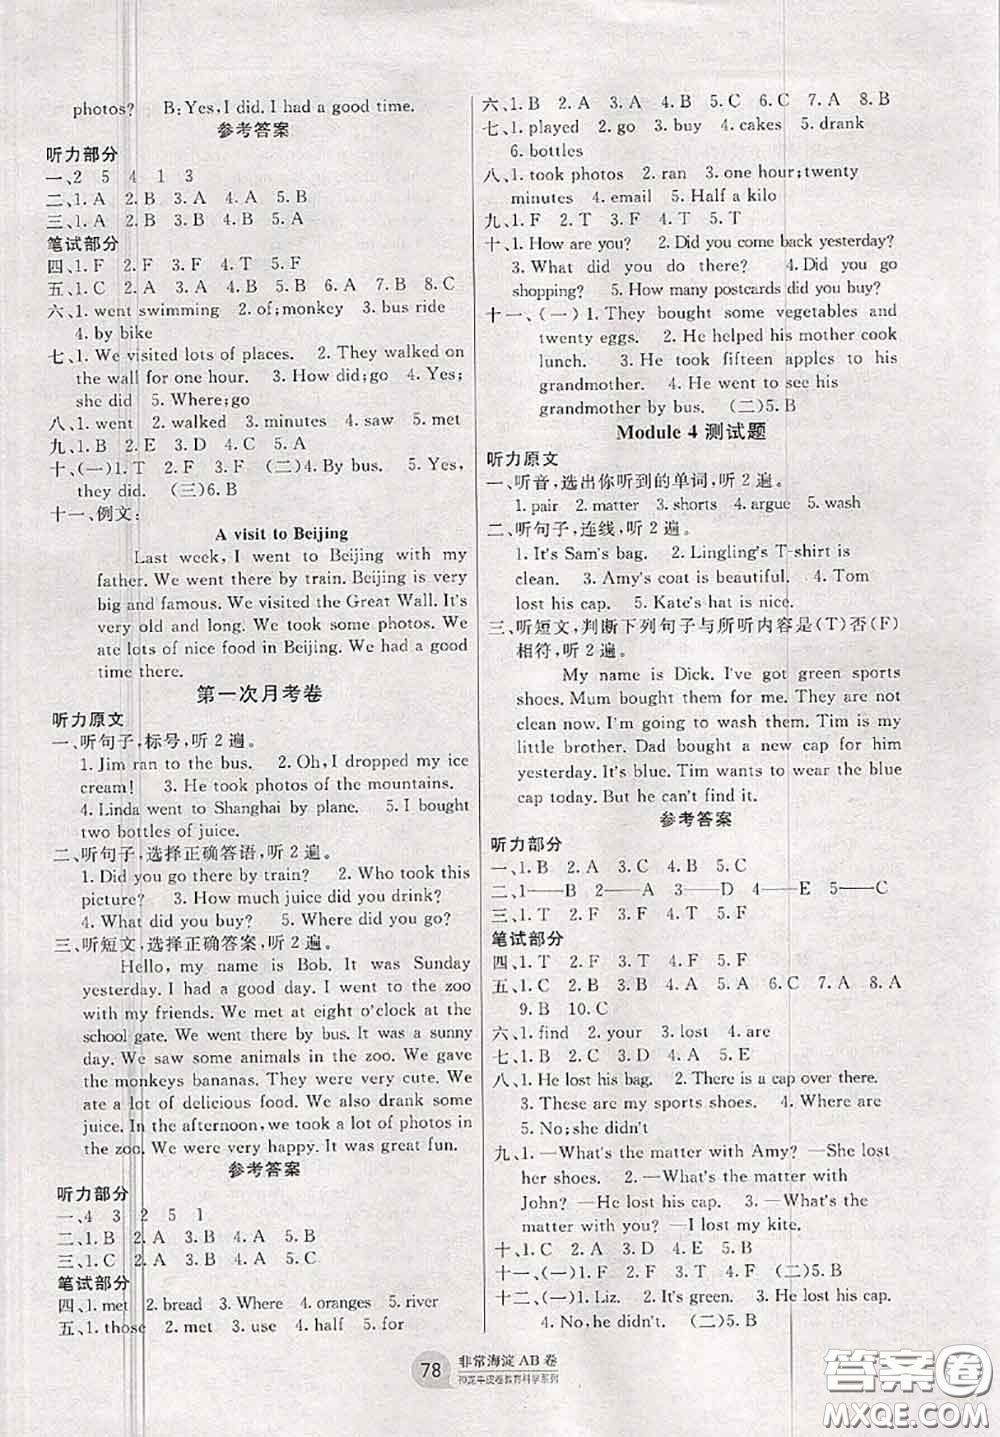 photos?　B:Yes,I did. I had a good time.
参考答案
听力部分
一、2　5　4　1　3
二、1. A　2. B　3. A　4. A　5. B
三、1. A　2. B　3. A　4. B　5. A
笔试部分
四、1. F　2. F　3. F　4. T　5. F
五、1. C　2. A　3. A　4. B　5. B　6. A　7. B　8. C
六、1. went swimming　2. of;monkey　3. bus ride
4. by bike
七、1. We visited lots of places.　2. They walked on
the wall for one hour.　3. How did;go　4. Yes;
she did　5. Where;go
八、1. went　2. walked　3. minutes　4. saw　5. met
九、1. B　2. E　3. D　4. C　5. A
十、(一)1. T　2. F　3. F　(二)4. By bus.　5. Yes,
they did.　(三)6. B
十一、例文:
A visit to Beijing
Last week, I went to Beijing with my
father. We went there by train. Beijing is very
big and famous. We visited the Great Wall. It's
very old and long. We took some photos. We
ate lots of nice food in Beijing. We had a good
time there.
第一次月考卷
听力原文
一、听句子,标号,听 2 遍。
1. Jim ran to the bus.　2. Oh, I dropped my ice
cream!　3. He took photos of the mountains.
4. Linda went to Shanghai by plane.　5. I bought
two bottles of juice.
二、听句子,选择正确答语,听 2 遍。
1. Did you go there by train?　2. Who took this
picture?　3. How much juice did you drink?
4. What did you buy?　5. Where did you go?
三、听短文,选择正确答案,听 2 遍。
Hello, my name is Bob. It was Sunday
yesterday. I had a good day. I went to the zoo
with my friends. We met at eight o'clock at the
school gate. We went there by bus. It was a sunny
day. We saw some animals in the zoo. We gave
the monkeys bananas. They were very cute. We
ate a lot of delicious food. We also drank some
juice. In the afternoon,we took a lot of photos in
the zoo. We were very happy. It was great fun.
参考答案
听力部分
一、4　3　2　5　1
二、1. B　2. A　3. B　4. A　5. B
三、1. C　2. A　3. C　4. A　5. B
笔试部分
四、1. met　2. bread　3. Where　4. oranges　5. river
五、1. those　2. met　3. use　4. half　5. for
六、1. B　2. A　3. A　4. C　5. B　6. C　7. A　8. B
七、1. played　2. go　3. buy　4. cakes　5. drank
6. bottles
八、1. took photos　2. ran　3. one hour;twenty
minutes　4. email　5. Half a kilo
九、1. F　2. T　3. F　4. T　5. T
十、1. How are you?　2. Did you come back yesterday?
3. What did you do there?　4. Did you go
shopping?　5. How many postcards did you buy?
十一、(一) 1. They bought some vegetables and
twenty eggs. 2. He helped his mother cook
lunch.　3. He took fifteen apples to his
grandmother. 4. He went to see his
grandmother by bus.　(二)5. B
Module 4 测试题
听力原文
一、听音,选出你听到的单词,听 2 遍。
1. pair　2. matter　3. shorts　4. argue　5. wash
二、听句子,连线,听 2 遍。
1. It's Sam's bag.　2. Lingling's T-shirt is
clean.　3. Amy's coat is beautiful.　4. Tom
lost his cap.　5. Kate's hat is nice.
三、听短文,判断下列句子与所听内容是(T)否(F)
相符,听 2 遍。
My name is Dick. I've got green sports
shoes. Mum bought them for me. They are not
clean now. I'm going to wash them. Tim is my
little brother. Dad bought a new cap for him
yesterday. It's blue. Tim wants to wear the blue
cap today. But he can't find it.
参考答案
听力部分
一、1. B　2. A　3. C　4. B　5. C
二、1——B　2——A　3——D　4——E　5——C
三、1. T　2. F　3. F　4. T　5. F
笔试部分
四、1. T　2. F　3. F　4. T　5. F
五、1. C　2. B　3. A　4. B　5. A　6. C　7. A　8. A
9. B　10. C
六、1. find　2. your　3. lost　4. are
七、1. B　2. C　3. D　4. A　5. E
八、1. He lost his bag.　2. There is a cap over there.
3. These are my sports shoes.　4. Whose are
5. No;she didn't
九、1. —What's the matter with Amy? —She lost
her shoes.　2. —What's the matter with
John? —He lost his cap.　3. —What's the
matter with you? —I lost my kite.
十、1. C　2. A　3. D　4. B　5. E
十一、(一)1. F　2. F　3. F　4. T　(二)5. B
十二、(一)1. Liz.　2. It's green.　3. Yes, she did.
4. No, it isn't.　(二)5. B
78
非常海淀 AB 卷
答案卷
MXQE.COM